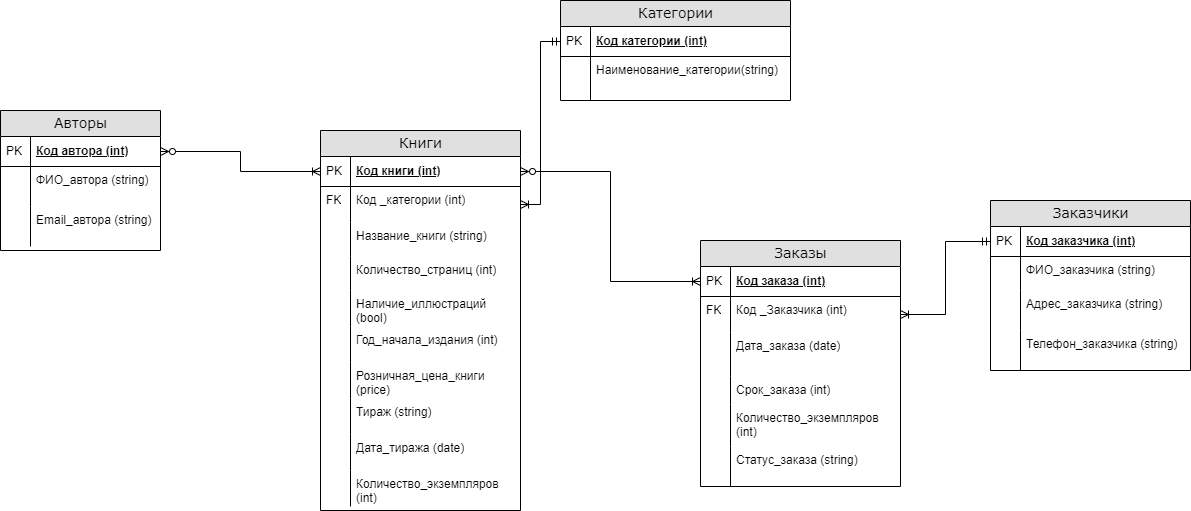 Категории
PK Код категории (int)
Наименование_категории(string)
Авторы
PK Код автора (int)
ФИО_автора (string)
Email_автора (string)
Книги
PK Код книги (int)
FK Код _категории (int)
Название_книги (string)
Количество_страниц (int)
Наличие_иллюстраций
(bool)
Год_начала_издания (int)
Розничная_цена_книги
(price)
Тираж (string)
Дата_тиража (date)
Количество_экземпляров
(int)
Заказы
PK Код заказа (int)
FK Код _Заказчика (int)
Дата_заказа (date)
Срок_заказа (int)
Количество_экземпляров
(int)
Статус_заказа (string)
Заказчики
PK Код заказчика (int)
ФИО_заказчика (string)
Адрес_заказчика (string)
Телефон_заказчика (string)